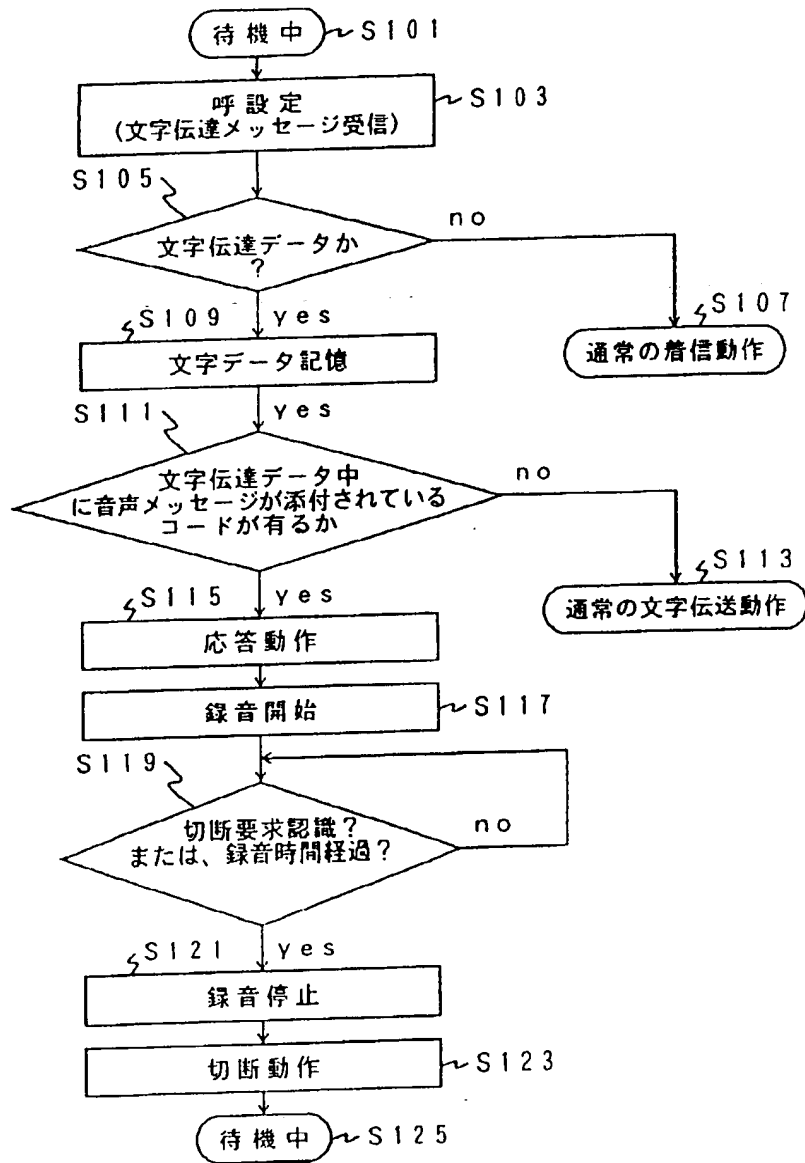 待機中 S101
呼設定 S103
(文字伝達メッセージ受信)
S105
no
文字伝達データか
?
S107
S109 yes
通常の着信動作
文字データ記憶
S111 yes
文字伝達データ中
no
に音声メッセージが添付されている
コードが有るか
S113
S115 yes
通常の文字伝送動作
応答動作
録音開始 S117
S119
切断要求認識? no
または、録音時間経過?
S121 yes
録音停止
切断動作 S123
待機中 S125